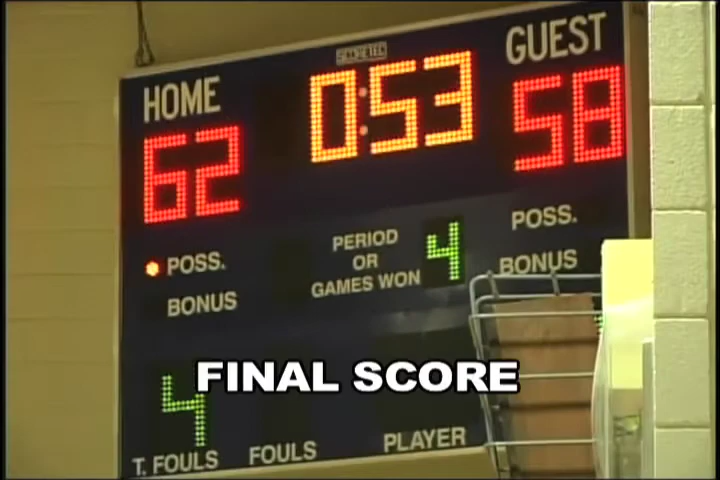 SCORETEC
HOME 0:53 GUEST
62 58
POSS. PERIOD OR GAMES WON 4 POSS.
BONUS BONUS
FINAL SCORE
4
T. FOULS FOULS PLAYER